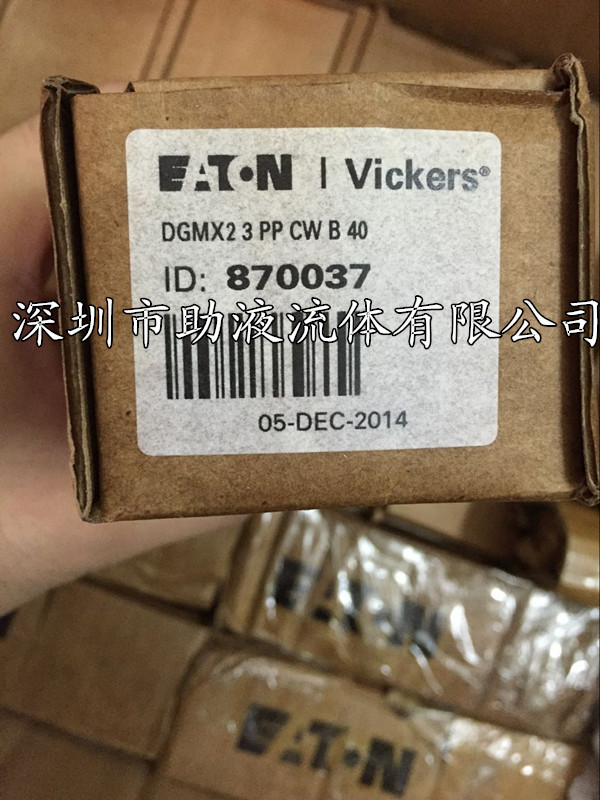 EATON | Vickers®
DGMX2 3 PP CW B 40
ID: 870037
深圳市助液流体有限公司
05-DEC-2014
EATON
EATON